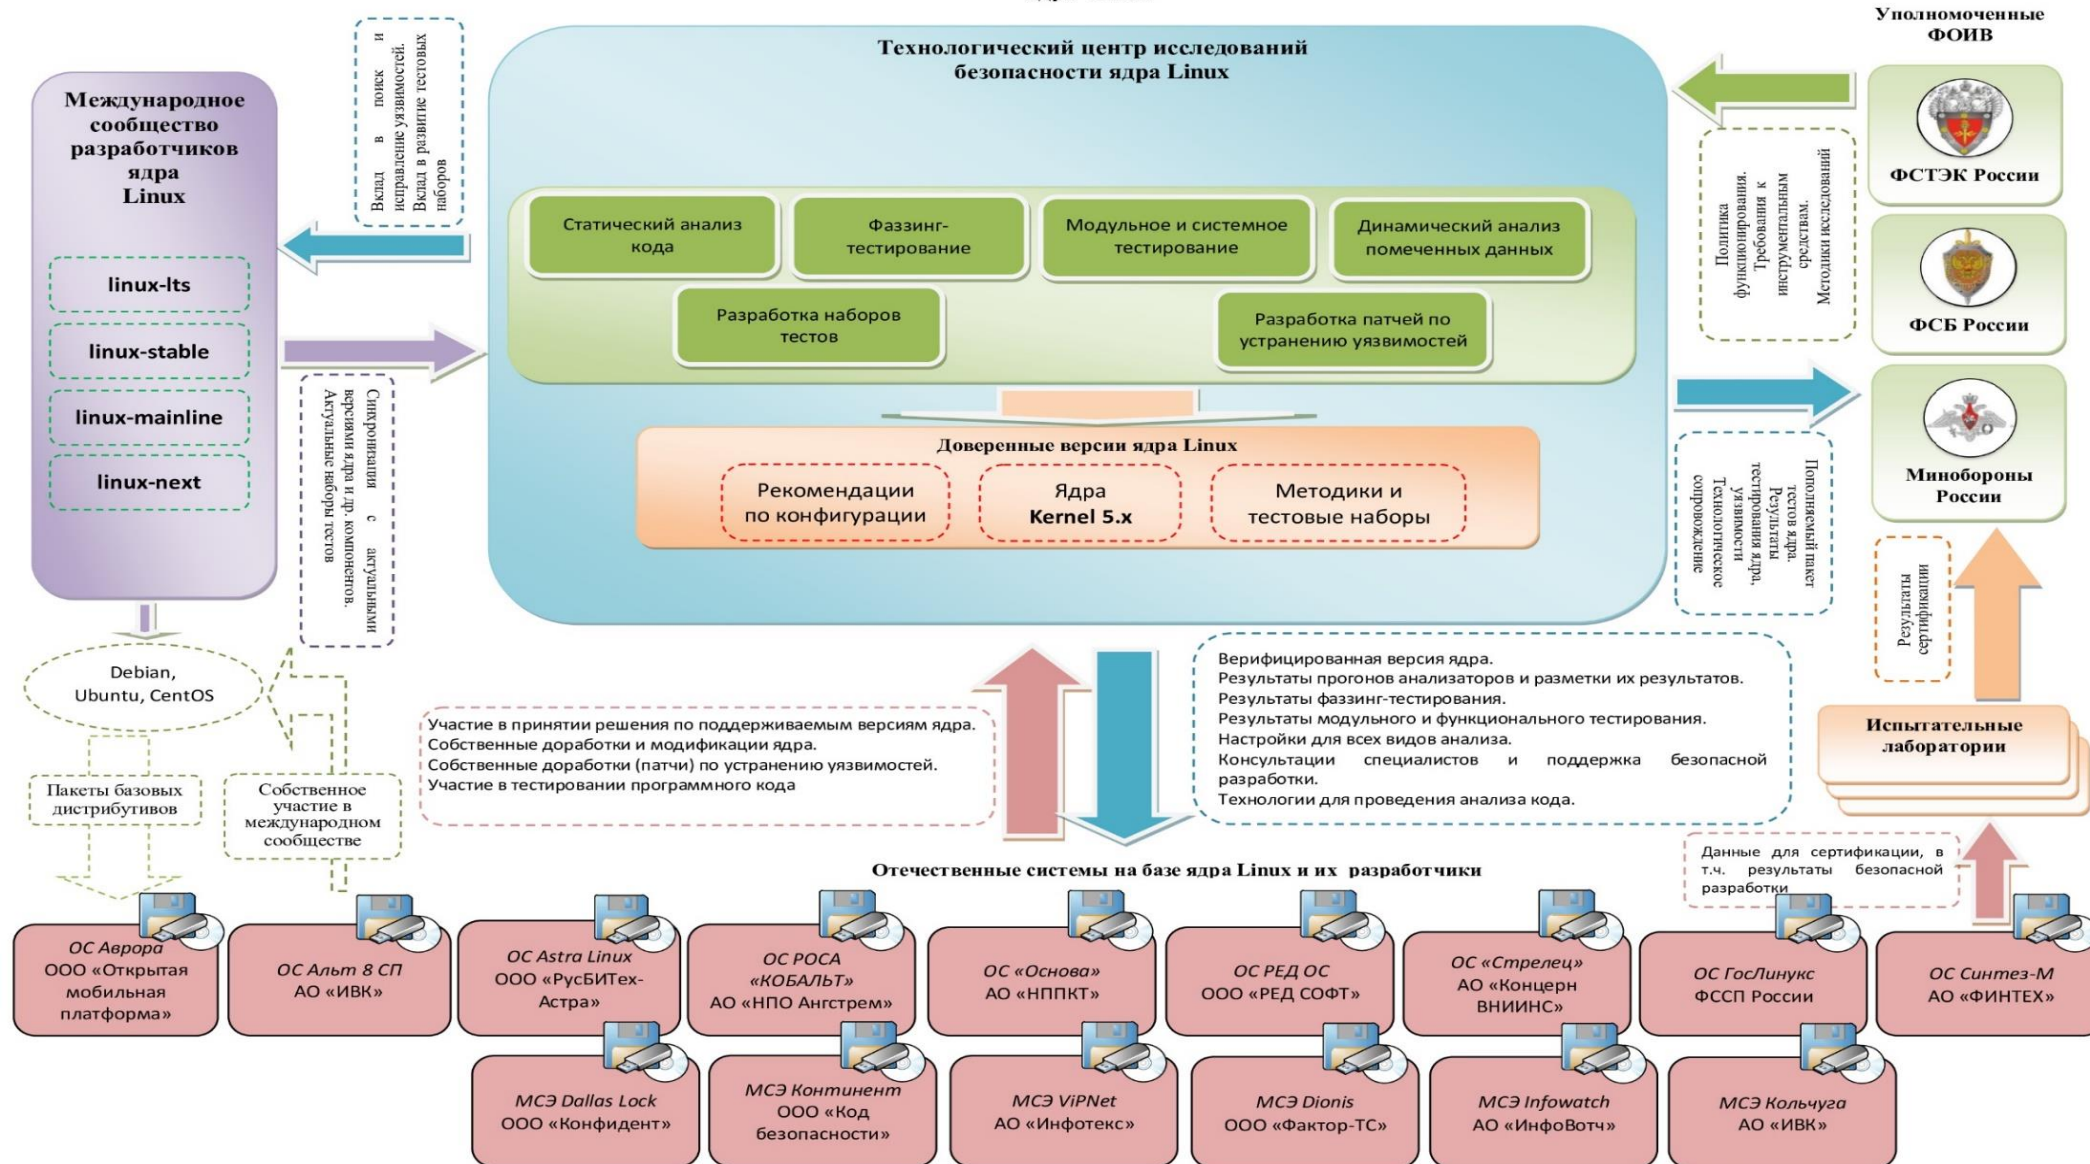 Технологический центр исследований
безопасности ядра Linux
Уполномоченные
ФОИВ
Международное
сообщество
разработчиков
ядра
Linux
linux-lts
linux-stable
linux-mainline
linux-next
Вклад в поиск и
исправление уязвимостей.
Вклад в развитие тестовых
наборов
Синхронизация с актуальными
версиями ядра и др. компонентов.
Актуальные наборы тестов
Статический анализ
кода
Фаззинг-
тестирование
Модульное и системное
тестирование
Динамический анализ
помеченных данных
Разработка наборов
тестов
Разработка патчей по
устранению уязвимостей
Доверенные версии ядра Linux
Рекомендации
по конфигурации
Ядра
Kernel 5.x
Методики и
тестовые наборы
Политика
функционирования.
Требования к
инструментальным
средствам.
Методики исследований
ФСТЭК России
ФСБ России
Минобороны
России
Пополняемый пакет
тестов ядра.
Результаты
тестирования ядра,
уязвимости
Технологическое
сопровождение
Результаты
сертификации
Испытательные
лаборатории
Debian,
Ubuntu, CentOS
Пакеты базовых
дистрибутивов
Собственное
участие в
международном
сообществе
Участие в принятии решения по поддерживаемым версиям ядра.
Собственные доработки и модификации ядра.
Собственные доработки (патчи) по устранению уязвимостей.
Участие в тестировании программного кода
Верифицированная версия ядра.
Результаты прогонов анализаторов и разметки их результатов.
Результаты фаззинг-тестирования.
Результаты модульного и функционального тестирования.
Настройки для всех видов анализа.
Консультации специалистов и поддержка безопасной
разработки.
Технологии для проведения анализа кода.
Данные для сертификации, в
т.ч. результаты безопасной
разработки
Отечественные системы на базе ядра Linux и их разработчики
ОС Аврора
ООО «Открытая
мобильная
платформа»
ОС Альт 8 СП
АО «ИВК»
ОС Astra Linux
ООО «РусБИТех-
Астра»
ОС РОСА
«КОБАЛЬТ»
АО «НПО Ангстрем»
ОС «Основа»
АО «НППКТ»
ОС РЕД ОС
ООО «РЕД СОФТ»
ОС «Стрелец»
АО «Концерн
ВНИИНС»
ОС ГосЛинукс
ФССП России
ОС Синтез-М
АО «ФИНТЕХ»
МСЭ Dallas Lock
ООО «Конфидент»
МСЭ Континент
ООО «Код
безопасности»
МСЭ ViPNet
АО «Инфотекс»
МСЭ Dionis
ООО «Фактор-ТС»
МСЭ Infowatch
АО «ИнфоВотч»
МСЭ Кольчуга
АО «ИВК»